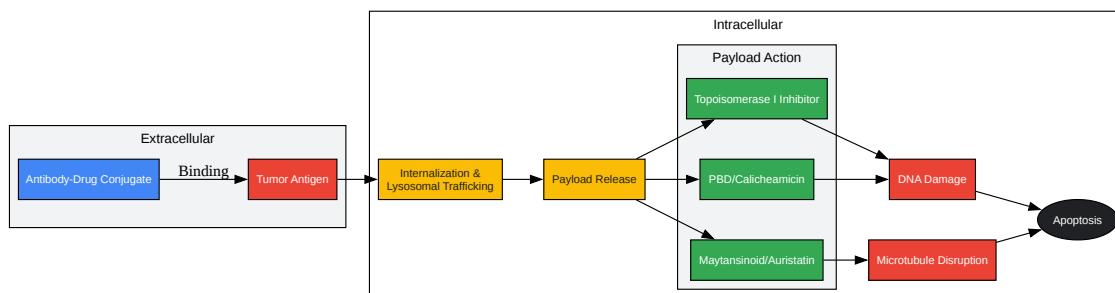 Intracellular
Payload Action
Topoisomerase I Inhibitor
Extracellular
Antibody-Drug Conjugate
Binding
Tumor Antigen
Internalization &
Lysosomal Trafficking
Payload Release
PBD/Calicheamicin
DNA Damage
Apoptosis
Maytansinoid/Auristatin
Microtubule Disruption